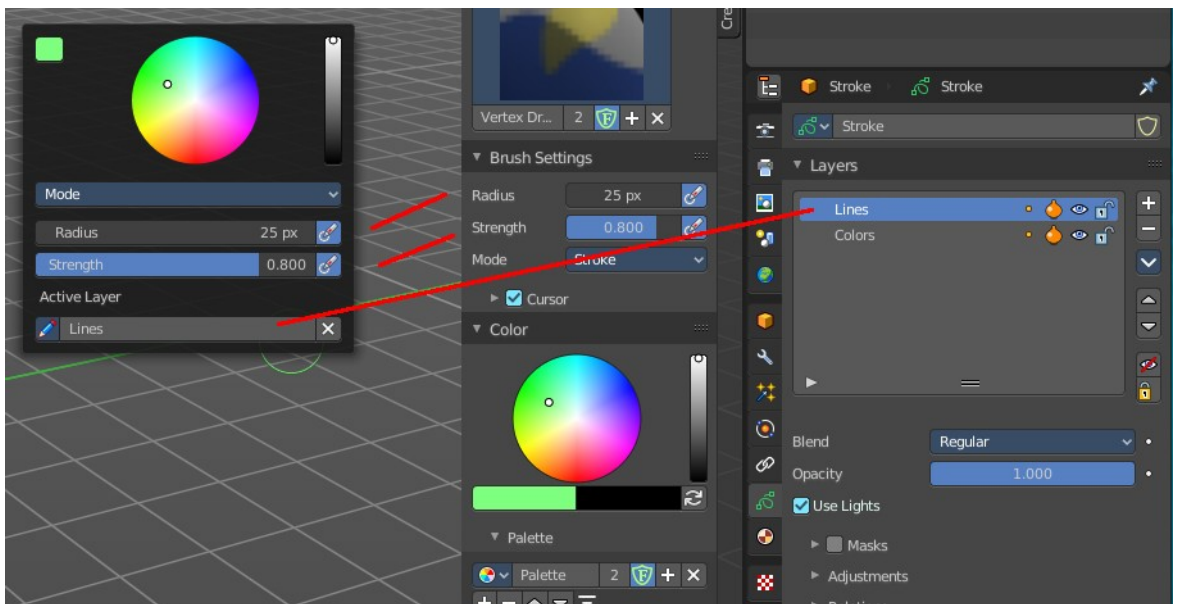 Mode
Radius 25 px
Strength 0.800
Active Layer
Lines
Vertex Dr... 2 F
Brush Settings
Radius 25 px
Strength 0.800
Mode Stroke
Cursor
Color
Palette
Palette 2 F
Cre
Stroke Stroke
Stroke
Layers
Lines
Colors
Blend Regular
Opacity 1.000
Use Lights
Masks
Adjustments